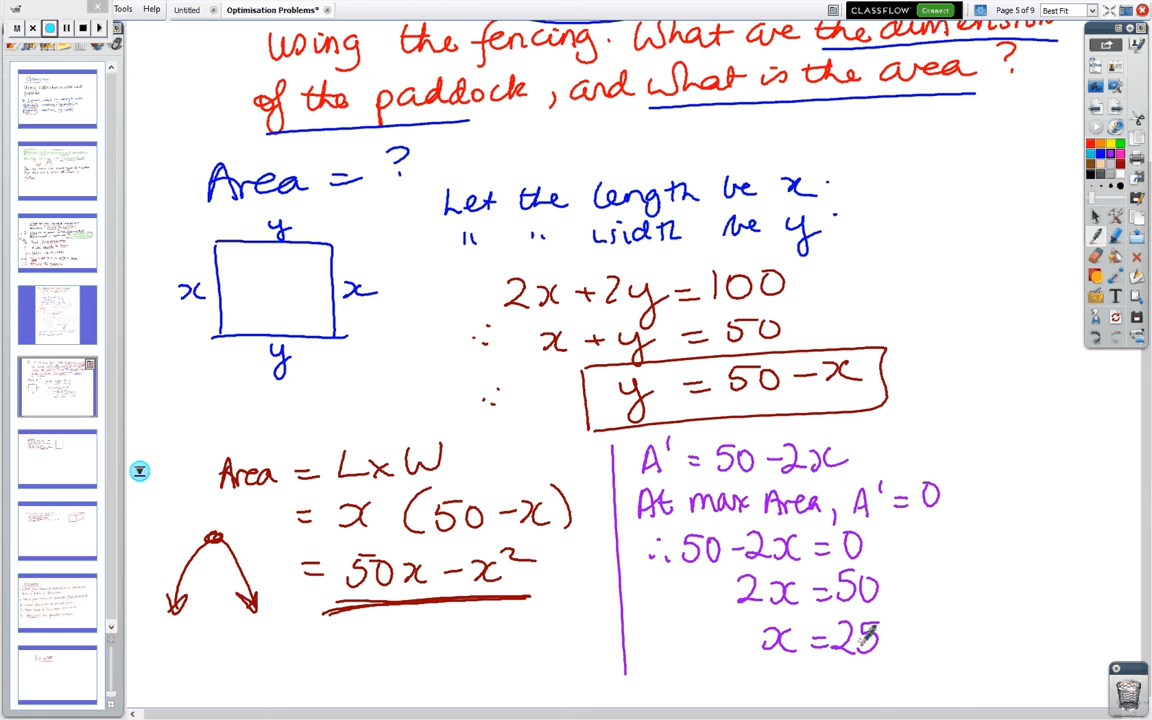 Tools Help
Untitled
Optimisation Problems*
CLASSFLOW Connect
Page 5 of 9
Best Fit
using the fencing. What are the dimension
of the paddock, and what is the area ?
Area = ?
Let the length be x.
" " width be y.
y
x x
y
2x + 2y = 100
∴ x + y = 50
∴ y = 50 - x
Area = L x W
= x (50 - x)
= 50x - x²
A' = 50 - 2x
At max Area, A' = 0
∴ 50 - 2x = 0
2x = 50
x = 25